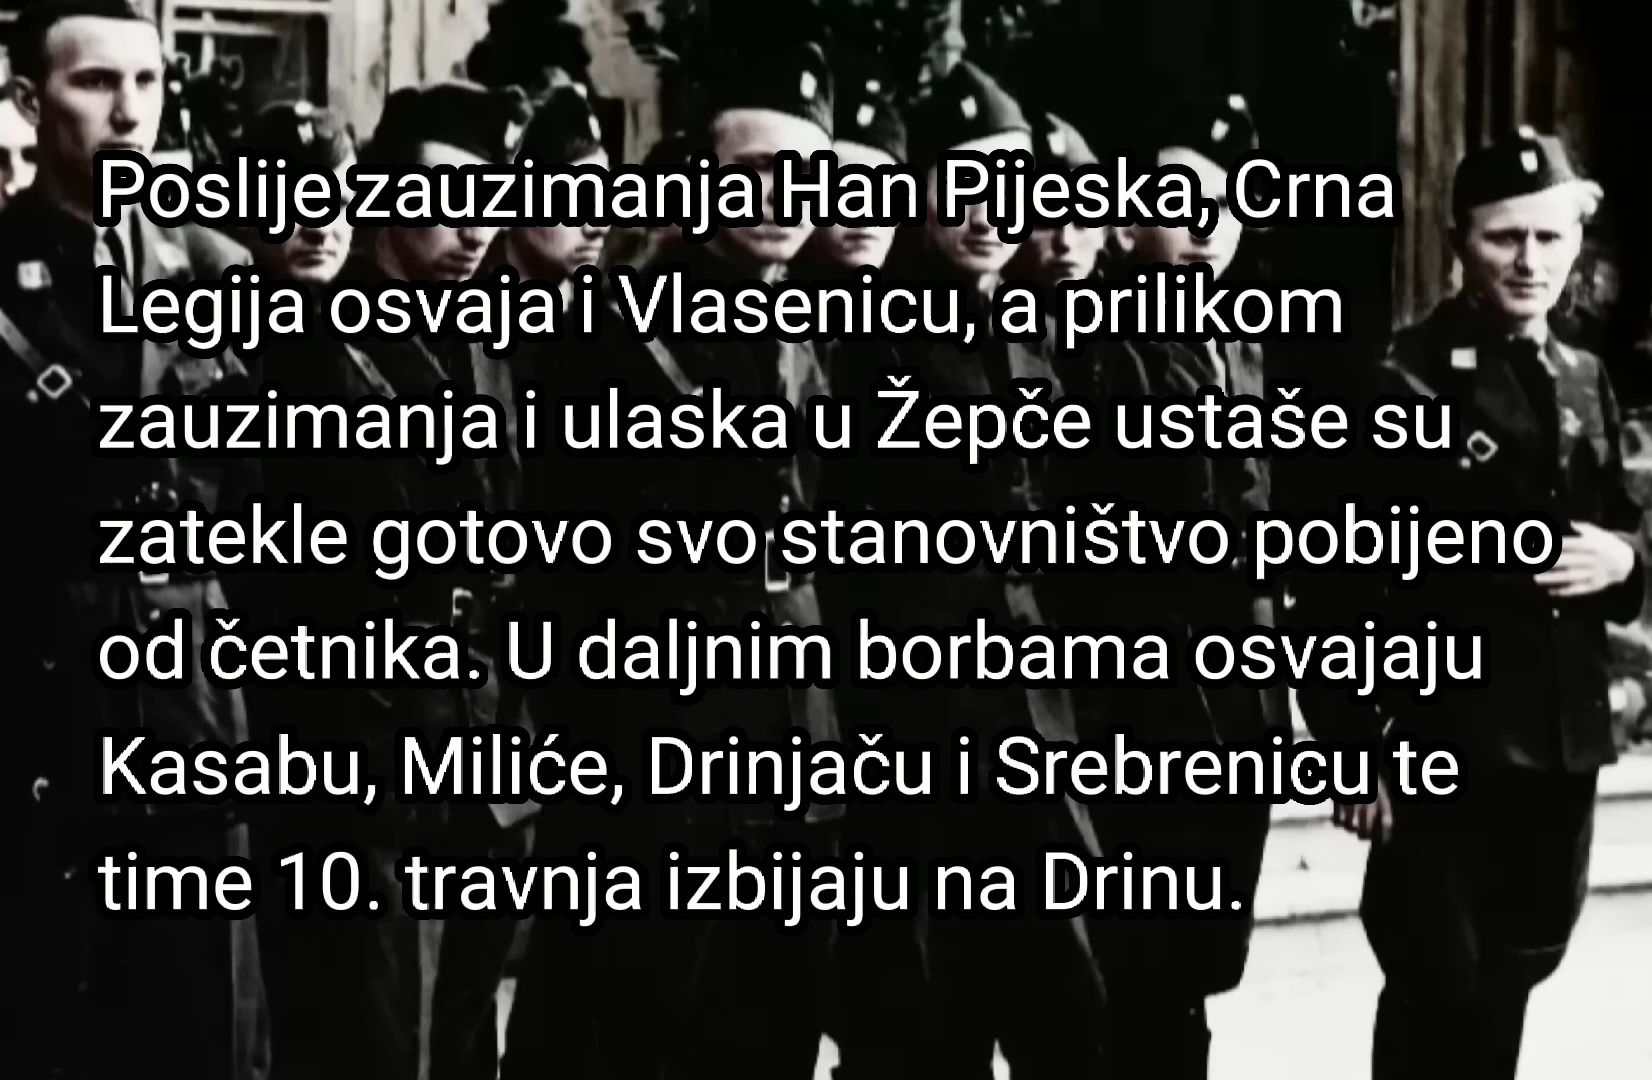 Poslije zauzimanja Han Pijeska, Crna
Legija osvaja i Vlasenicu, a prilikom
zauzimanja i ulaska u Žepče ustaše su
zatekle gotovo svo stanovništvo pobijeno
od četnika. U daljnim borbama osvajaju
Kasabu, Miliće, Drinjaču i Srebrenicu te
time 10. travnja izbijaju na Drinu.